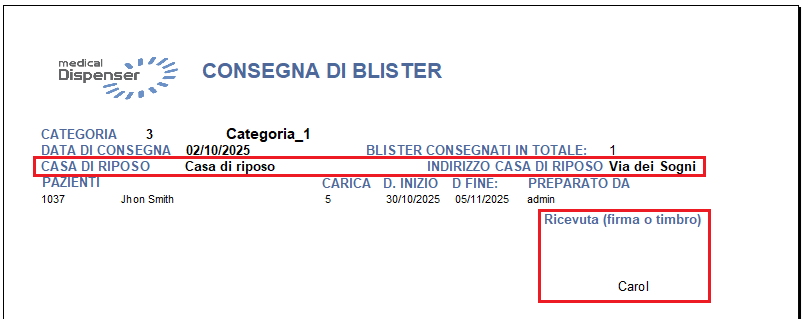 medical
Dispenser
CONSEGNA DI BLISTER
CATEGORIA 3 Categoria_1
DATA DI CONSEGNA 02/10/2025 BLISTER CONSEGNATI IN TOTALE: 1
CASA DI RIPOSO Casa di riposo INDIRIZZO CASA DI RIPOSO Via dei Sogni
PAZIENTI CARICA D. INIZIO D FINE: PREPARATO DA
1037 Jhon Smith 5 30/10/2025 05/11/2025 admin
Ricevuta (firma o timbro)
Carol